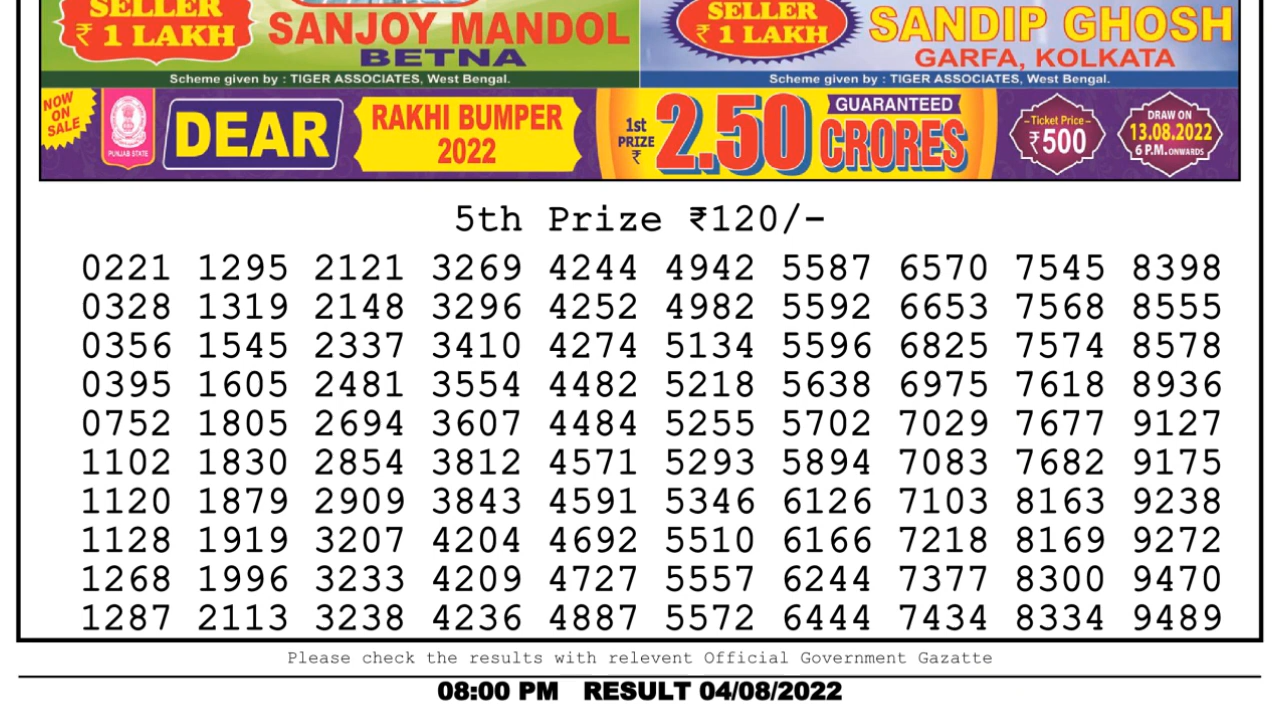 SELLER
₹ 1 LAKH
SANJOY MANDOL
BETNA
Scheme given by : TIGER ASSOCIATES, West Bengal.
SELLER
₹ 1 LAKH
SANDIP GHOSH
GARFA, KOLKATA
Scheme given by : TIGER ASSOCIATES, West Bengal.
NOW
ON
SALE
PUNJAB STATE
DEAR
RAKHI BUMPER
2022
1st
PRIZE
₹
2.50
GUARANTEED
CRORES
Ticket Price
₹500
DRAW ON
13.08.2022
6 P.M. ONWARDS
5th Prize ₹120/-
0221 1295 2121 3269 4244 4942 5587 6570 7545 8398
0328 1319 2148 3296 4252 4982 5592 6653 7568 8555
0356 1545 2337 3410 4274 5134 5596 6825 7574 8578
0395 1605 2481 3554 4482 5218 5638 6975 7618 8936
0752 1805 2694 3607 4484 5255 5702 7029 7677 9127
1102 1830 2854 3812 4571 5293 5894 7083 7682 9175
1120 1879 2909 3843 4591 5346 6126 7103 8163 9238
1128 1919 3207 4204 4692 5510 6166 7218 8169 9272
1268 1996 3233 4209 4727 5557 6244 7377 8300 9470
1287 2113 3238 4236 4887 5572 6444 7434 8334 9489
Please check the results with relevent Official Government Gazatte
08:00 PM RESULT 04/08/2022